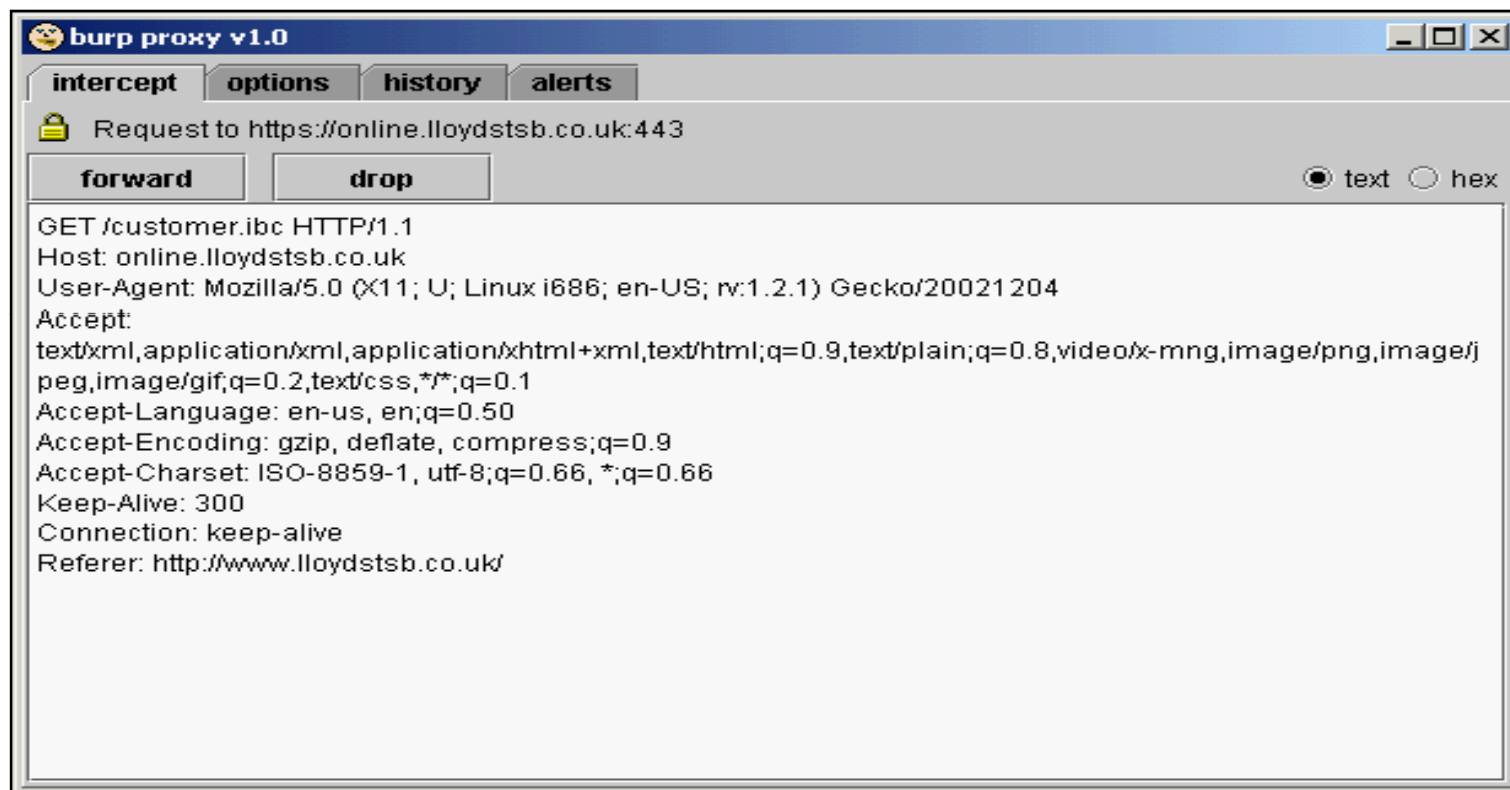 burp proxy v1.0
intercept options history alerts
Request to https://online.lloydstsb.co.uk:443
forward drop text hex
GET /customer.ibc HTTP/1.1
Host: online.lloydstsb.co.uk
User-Agent: Mozilla/5.0 (X11; U; Linux i686; en-US; rv:1.2.1) Gecko/20021204
Accept:
text/xml,application/xml,application/xhtml+xml,text/html;q=0.9,text/plain;q=0.8,video/x-mng,image/png,image/j
peg,image/gif;q=0.2,text/css,*/*;q=0.1
Accept-Language: en-us, en;q=0.50
Accept-Encoding: gzip, deflate, compress;q=0.9
Accept-Charset: ISO-8859-1, utf-8;q=0.66, *;q=0.66
Keep-Alive: 300
Connection: keep-alive
Referer: http://www.lloydstsb.co.uk/